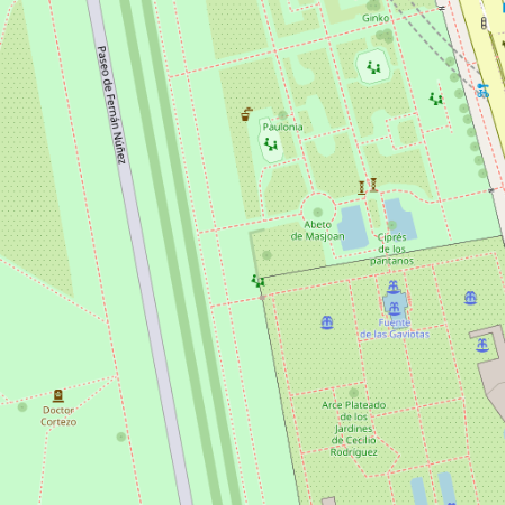 Ginko
Paseo de Fernán Núñez
Paulonia
Abeto
de Masjoan
Ciprés
de los
pantanos
Fuente
de las Gaviotas
Doctor
Cortezo
Arce Plateado
de los
Jardines
de Cecilio
Rodríguez